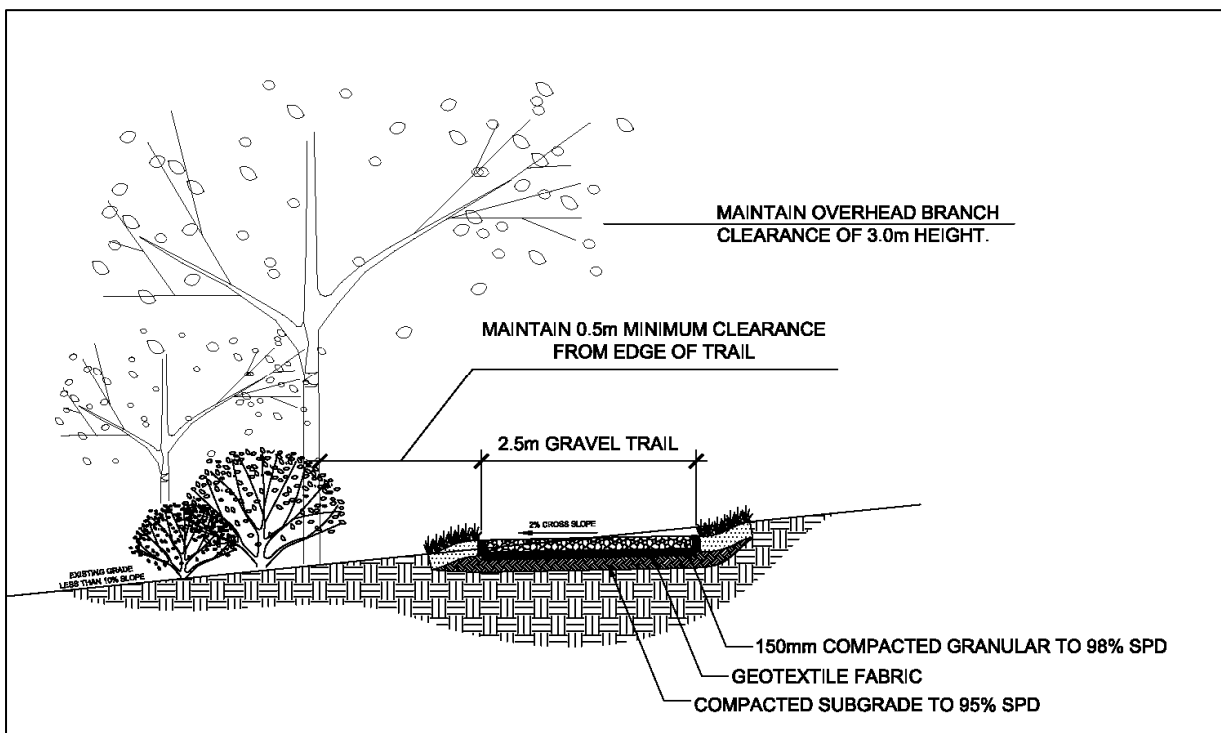 MAINTAIN OVERHEAD BRANCH
CLEARANCE OF 3.0m HEIGHT.
MAINTAIN 0.5m MINIMUM CLEARANCE
FROM EDGE OF TRAIL
2.5m GRAVEL TRAIL
2% CROSS SLOPE
EXISTING GRADE
LESS THAN 10% SLOPE
150mm COMPACTED GRANULAR TO 98% SPD
GEOTEXTILE FABRIC
COMPACTED SUBGRADE TO 95% SPD